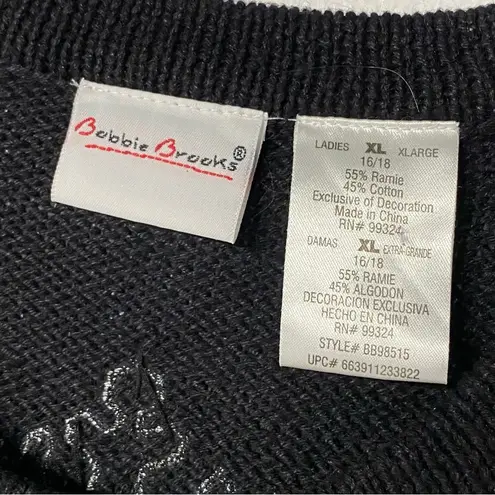 Bobbie Brooks®
LADIES XL XLARGE
16/18
55% Ramie
45% Cotton
Exclusive of Decoration
Made in China
RN# 99324
DAMAS XL EXTRA-GRANDE
16/18
55% RAMIE
45% ALGODON
DECORACION EXCLUSIVA
HECHO EN CHINA
RN# 99324
STYLE# BB98515
UPC# 663911233822